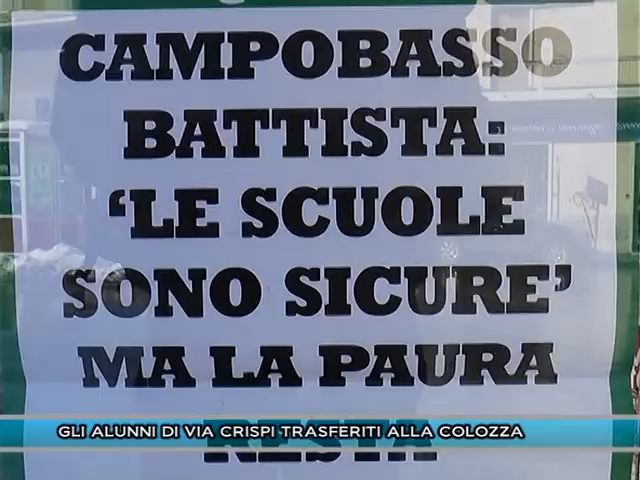 CAMPOBASSO
BATTISTA:
‘LE SCUOLE
SONO SICURE’
MA LA PAURA
RESTA
GLI ALUNNI DI VIA CRISPI TRASFERITI ALLA COLOZZA